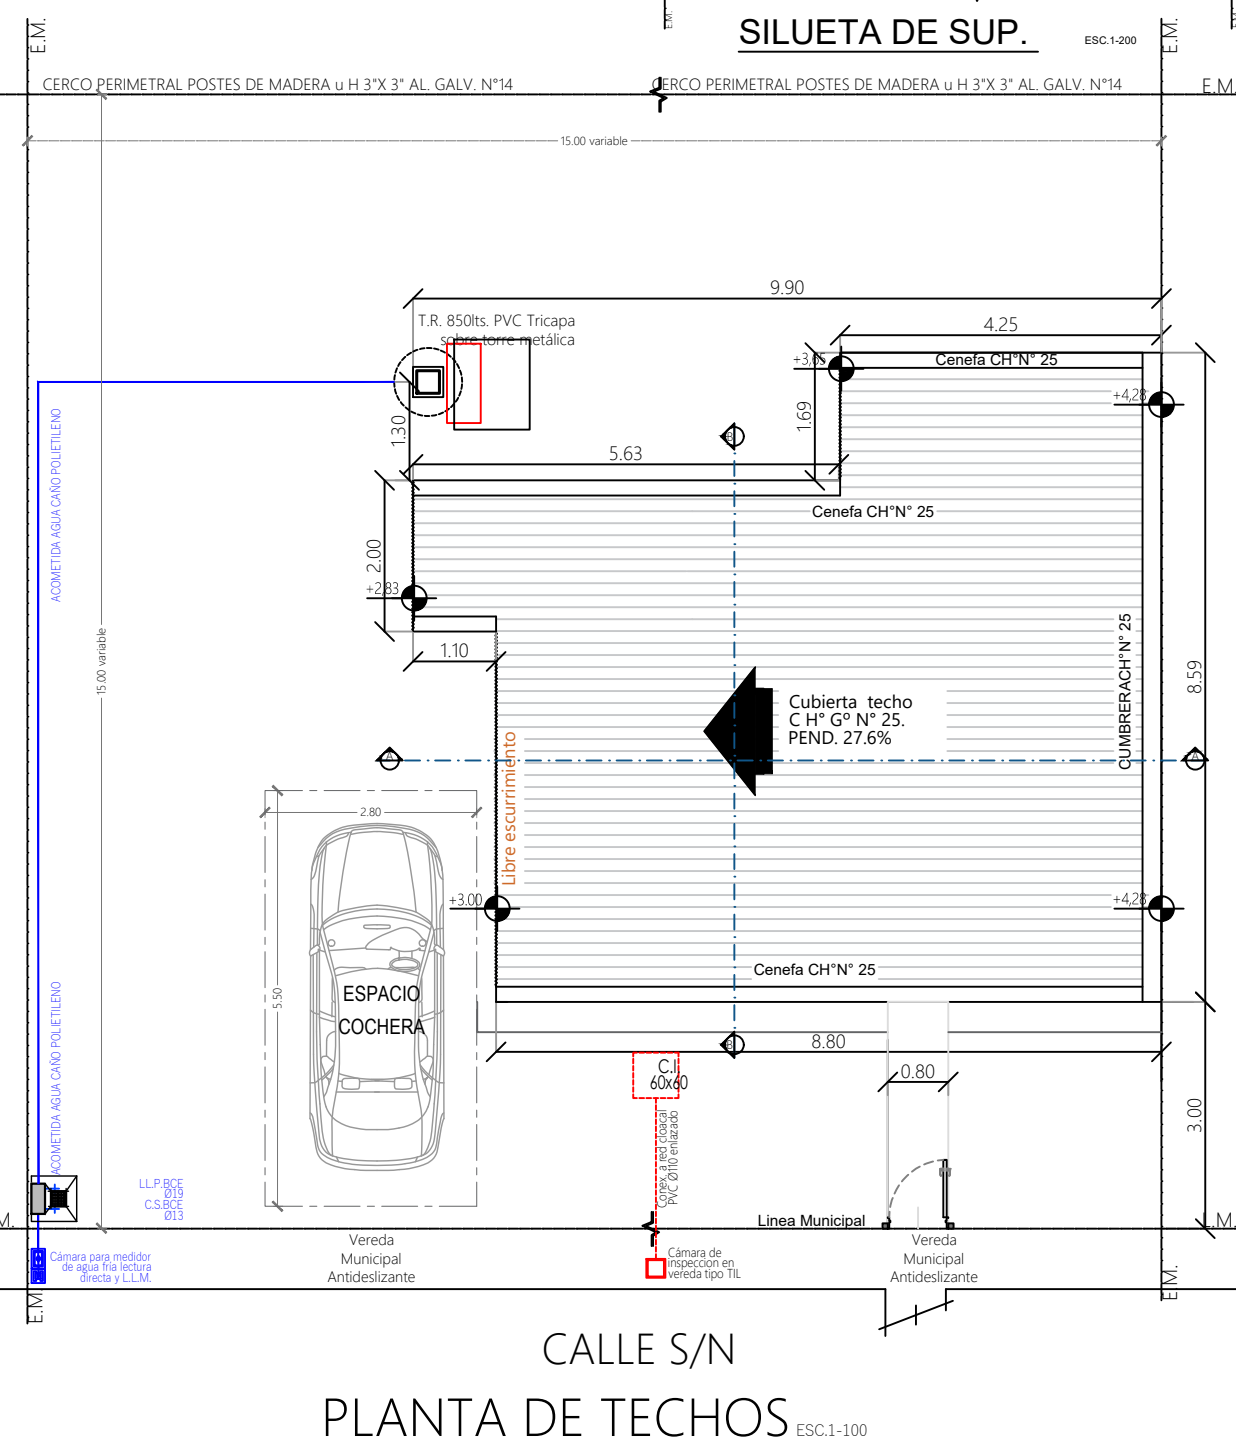 SILUETA DE SUP.
ESC.1-200
E.M.
E.M.
E.M.
CERCO PERIMETRAL POSTES DE MADERA u H 3"X 3" AL. GALV. N°14
CERCO PERIMETRAL POSTES DE MADERA u H 3"X 3" AL. GALV. N°14
E.M.
15.00 variable
9.90
T.R. 850lts. PVC Tricapa
sobre torre metálica
4.25
+3,65
Cenefa CH°N° 25
+4,28
1.69
1.30
5.63
B
Cenefa CH°N° 25
ACOMETIDA AGUA CAÑO POLIETILENO
2.00
+2,83
1.10
15.00 variable
CUMBRERACH°N° 25
8.59
Cubierta techo
C H° Gº N° 25.
PEND. 27.6%
Libre escurrimiento
A
A
2.80
+3.00
+4,28
5.50
ESPACIO
COCHERA
Cenefa CH°N° 25
ACOMETIDA AGUA CAÑO POLIETILENO
B
8.80
C.I.
60x60
0.80
3.00
Conex. a red cloacal
PVC Ø110 enlazado
LL.P.BCE
Ø19
C.S.BCE
Ø13
M.
Linea Municipal
L.M.
Vereda
Municipal
Antideslizante
Cámara para medidor
de agua fría lectura
directa y L.L.M.
Cámara de
inspeccion en
vereda tipo TIL
Vereda
Municipal
Antideslizante
E.M.
E.M.
CALLE S/N
PLANTA DE TECHOS
ESC.1-100